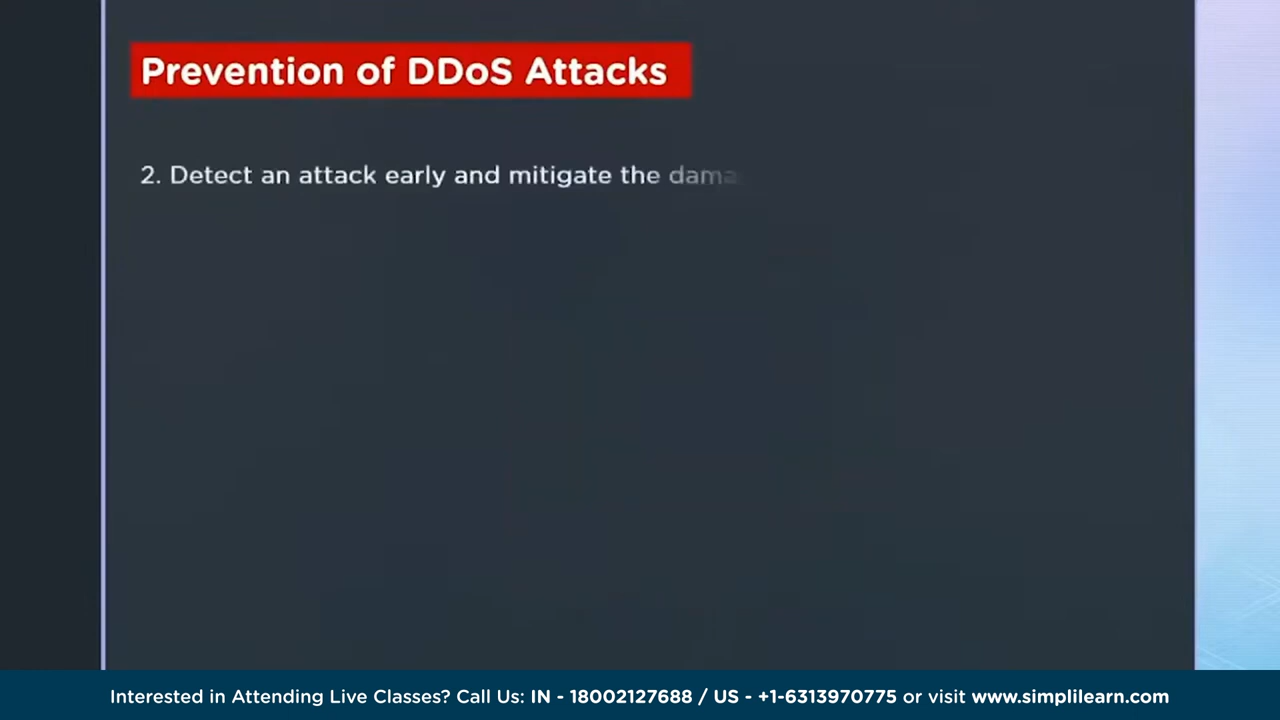 Prevention of DDoS Attacks
2. Detect an attack early and mitigate the
Interested in Attending Live Classes? Call Us: IN - 18002127688 / US - +1-6313970775 or visit www.simplilearn.com